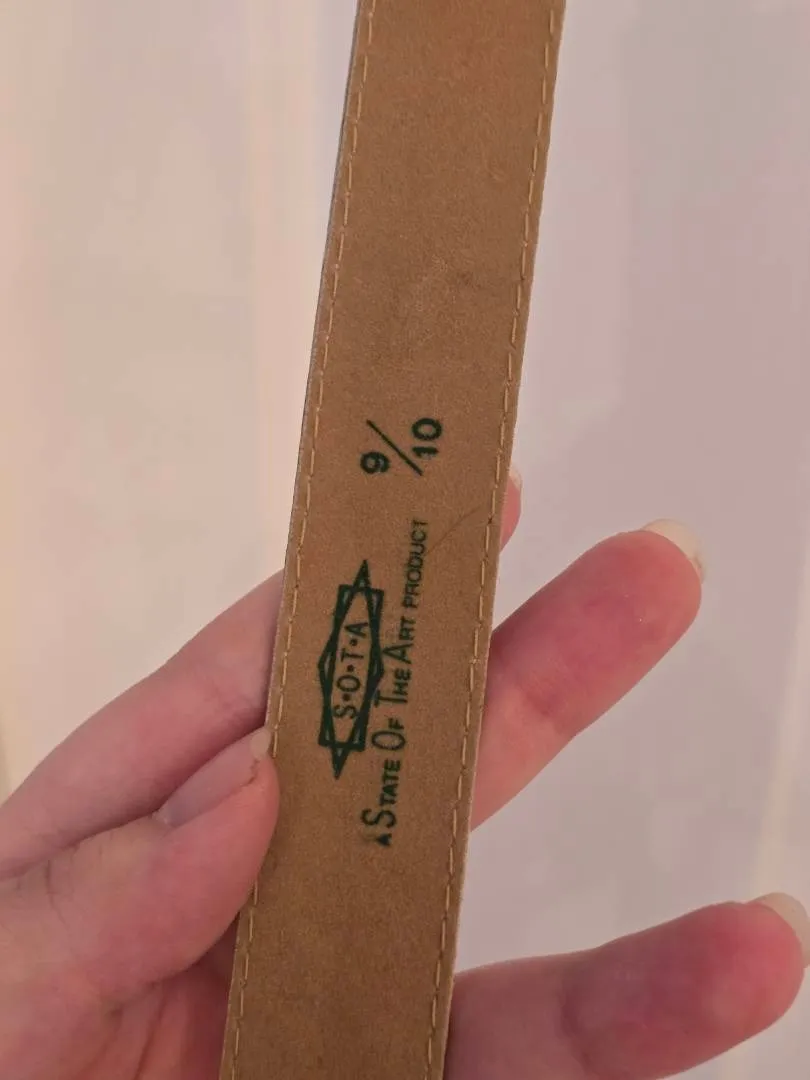 S•O•T•A
A STATE OF THE ART PRODUCT
9/10